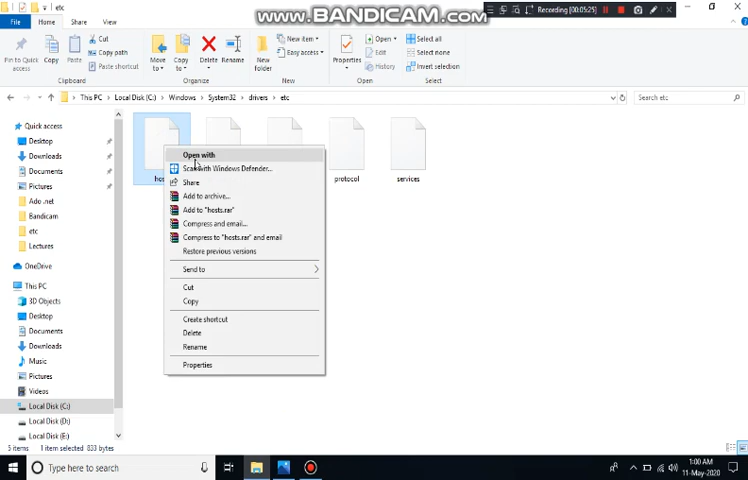 etc
WWW.BANDICAM.COM
Recording [00:05:25]
File
Home
Share
View
Pin to Quick access
Copy
Paste
Cut
Copy path
Paste shortcut
Clipboard
Move to
Copy to
Delete
Rename
Organize
New folder
New item
Easy access
New
Properties
Open
Edit
History
Open
Select all
Select none
Invert selection
Select
This PC
Local Disk (C:)
Windows
System32
drivers
etc
Search etc
Quick access
Desktop
Downloads
Documents
Pictures
Ado .net
Bandicam
etc
Lectures
OneDrive
This PC
3D Objects
Desktop
Documents
Downloads
Music
Pictures
Videos
Local Disk (C:)
Local Disk (D:)
Local Disk (E:)
protocol
services
Open with
Scan with Windows Defender...
Share
Add to archive...
Add to "hosts.rar"
Compress and email...
Compress to "hosts.rar" and email
Restore previous versions
Send to
Cut
Copy
Create shortcut
Delete
Rename
Properties
5 items
1 item selected 833 bytes
Type here to search
1:00 AM
11-May-2020